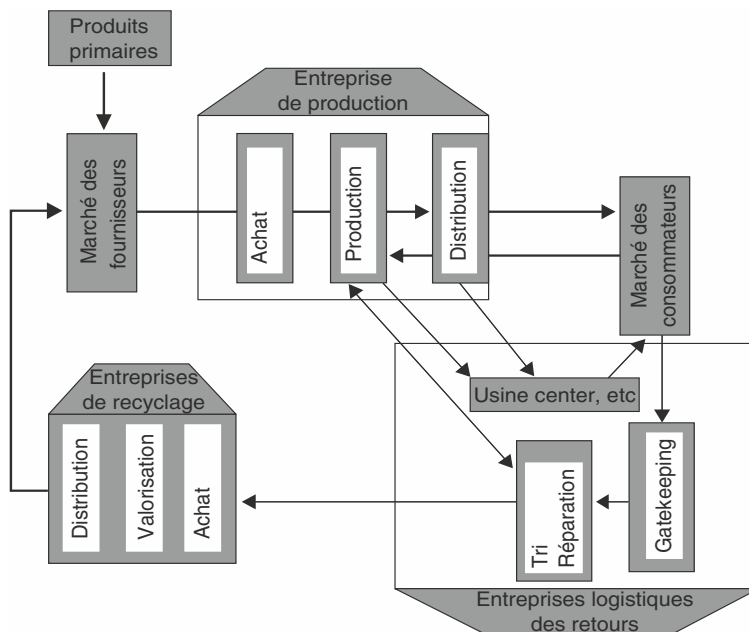 Produits
primaires
Entreprise
de production
Marché des
fournisseurs
Achat
Production
Distribution
Marché des
consommateurs
Entreprises
de recyclage
Usine center, etc
Distribution
Valorisation
Achat
Tri
Réparation
Gatekeeping
Entreprises logistiques
des retours